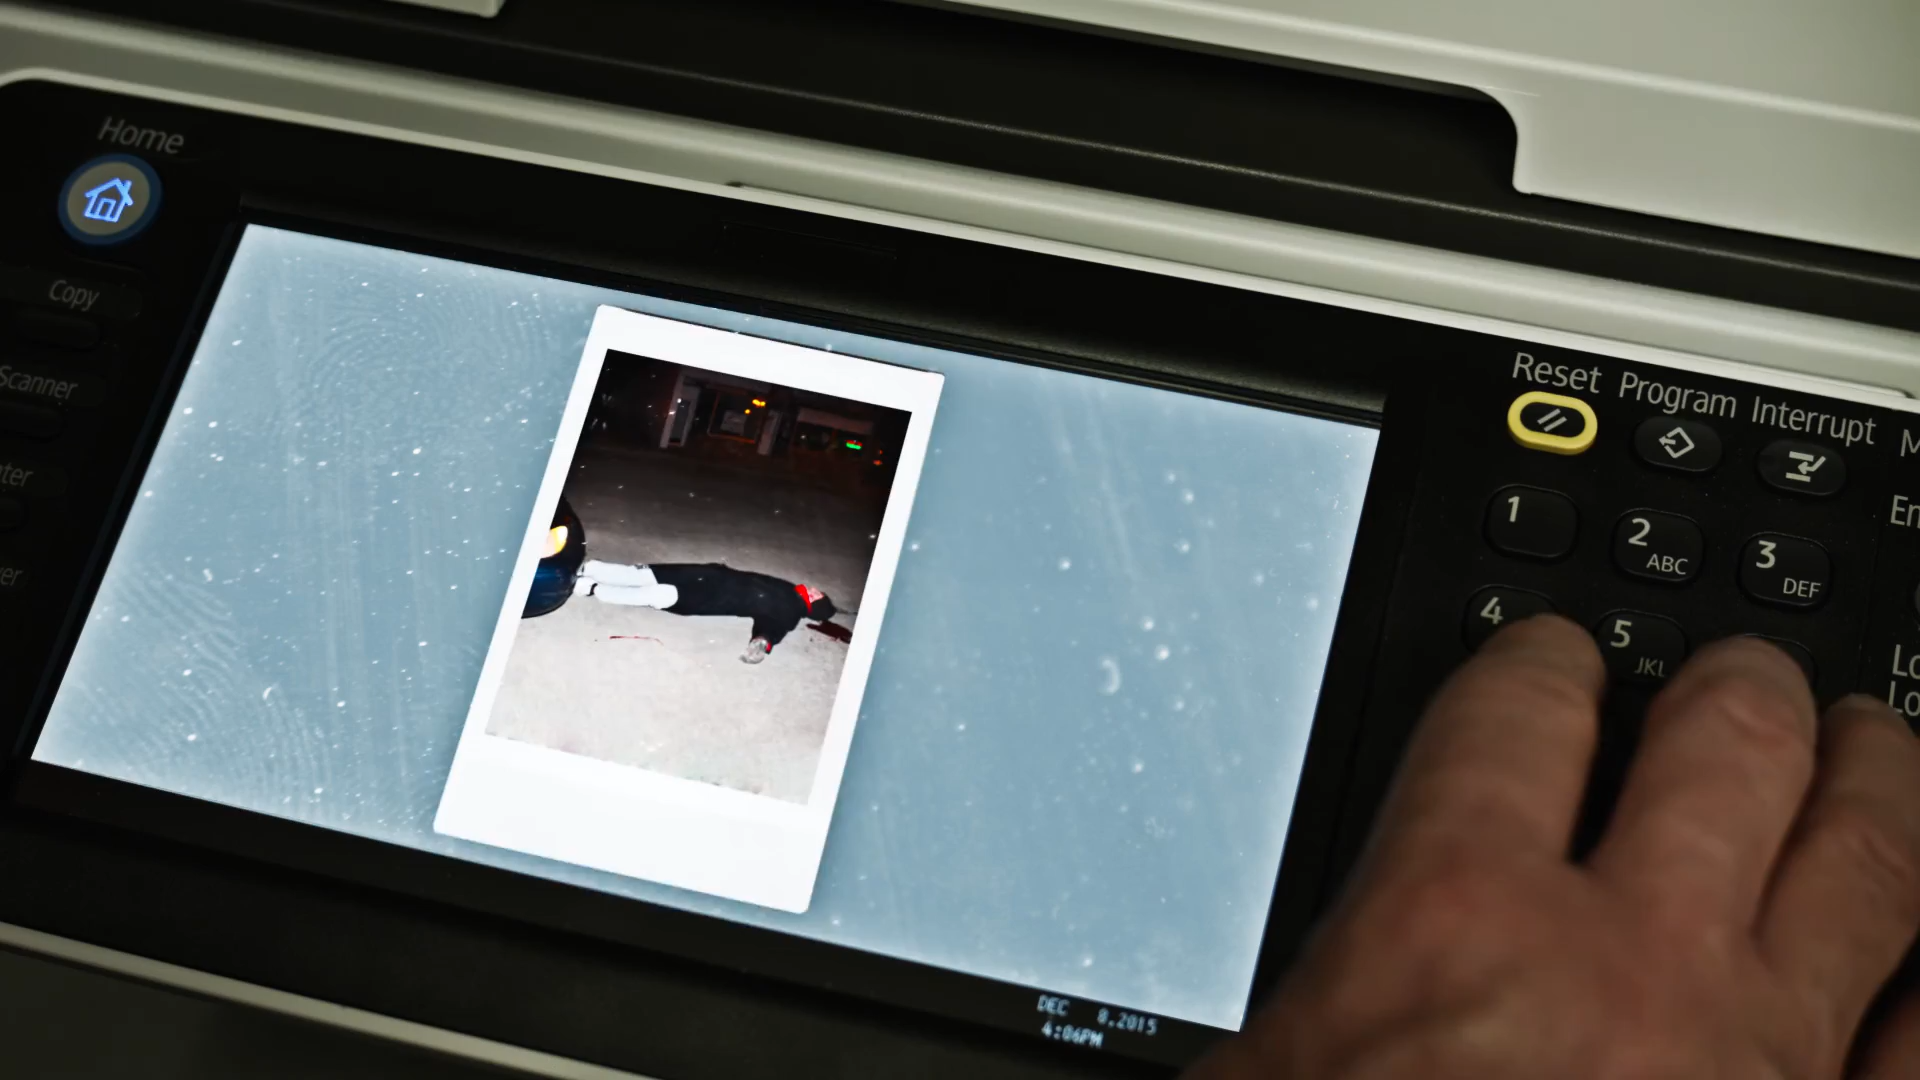 Home
Copy
Scanner
Reset Program Interrupt
1
2 ABC
3 DEF
4
5 JKL
DEC 8.2015
4:06PM